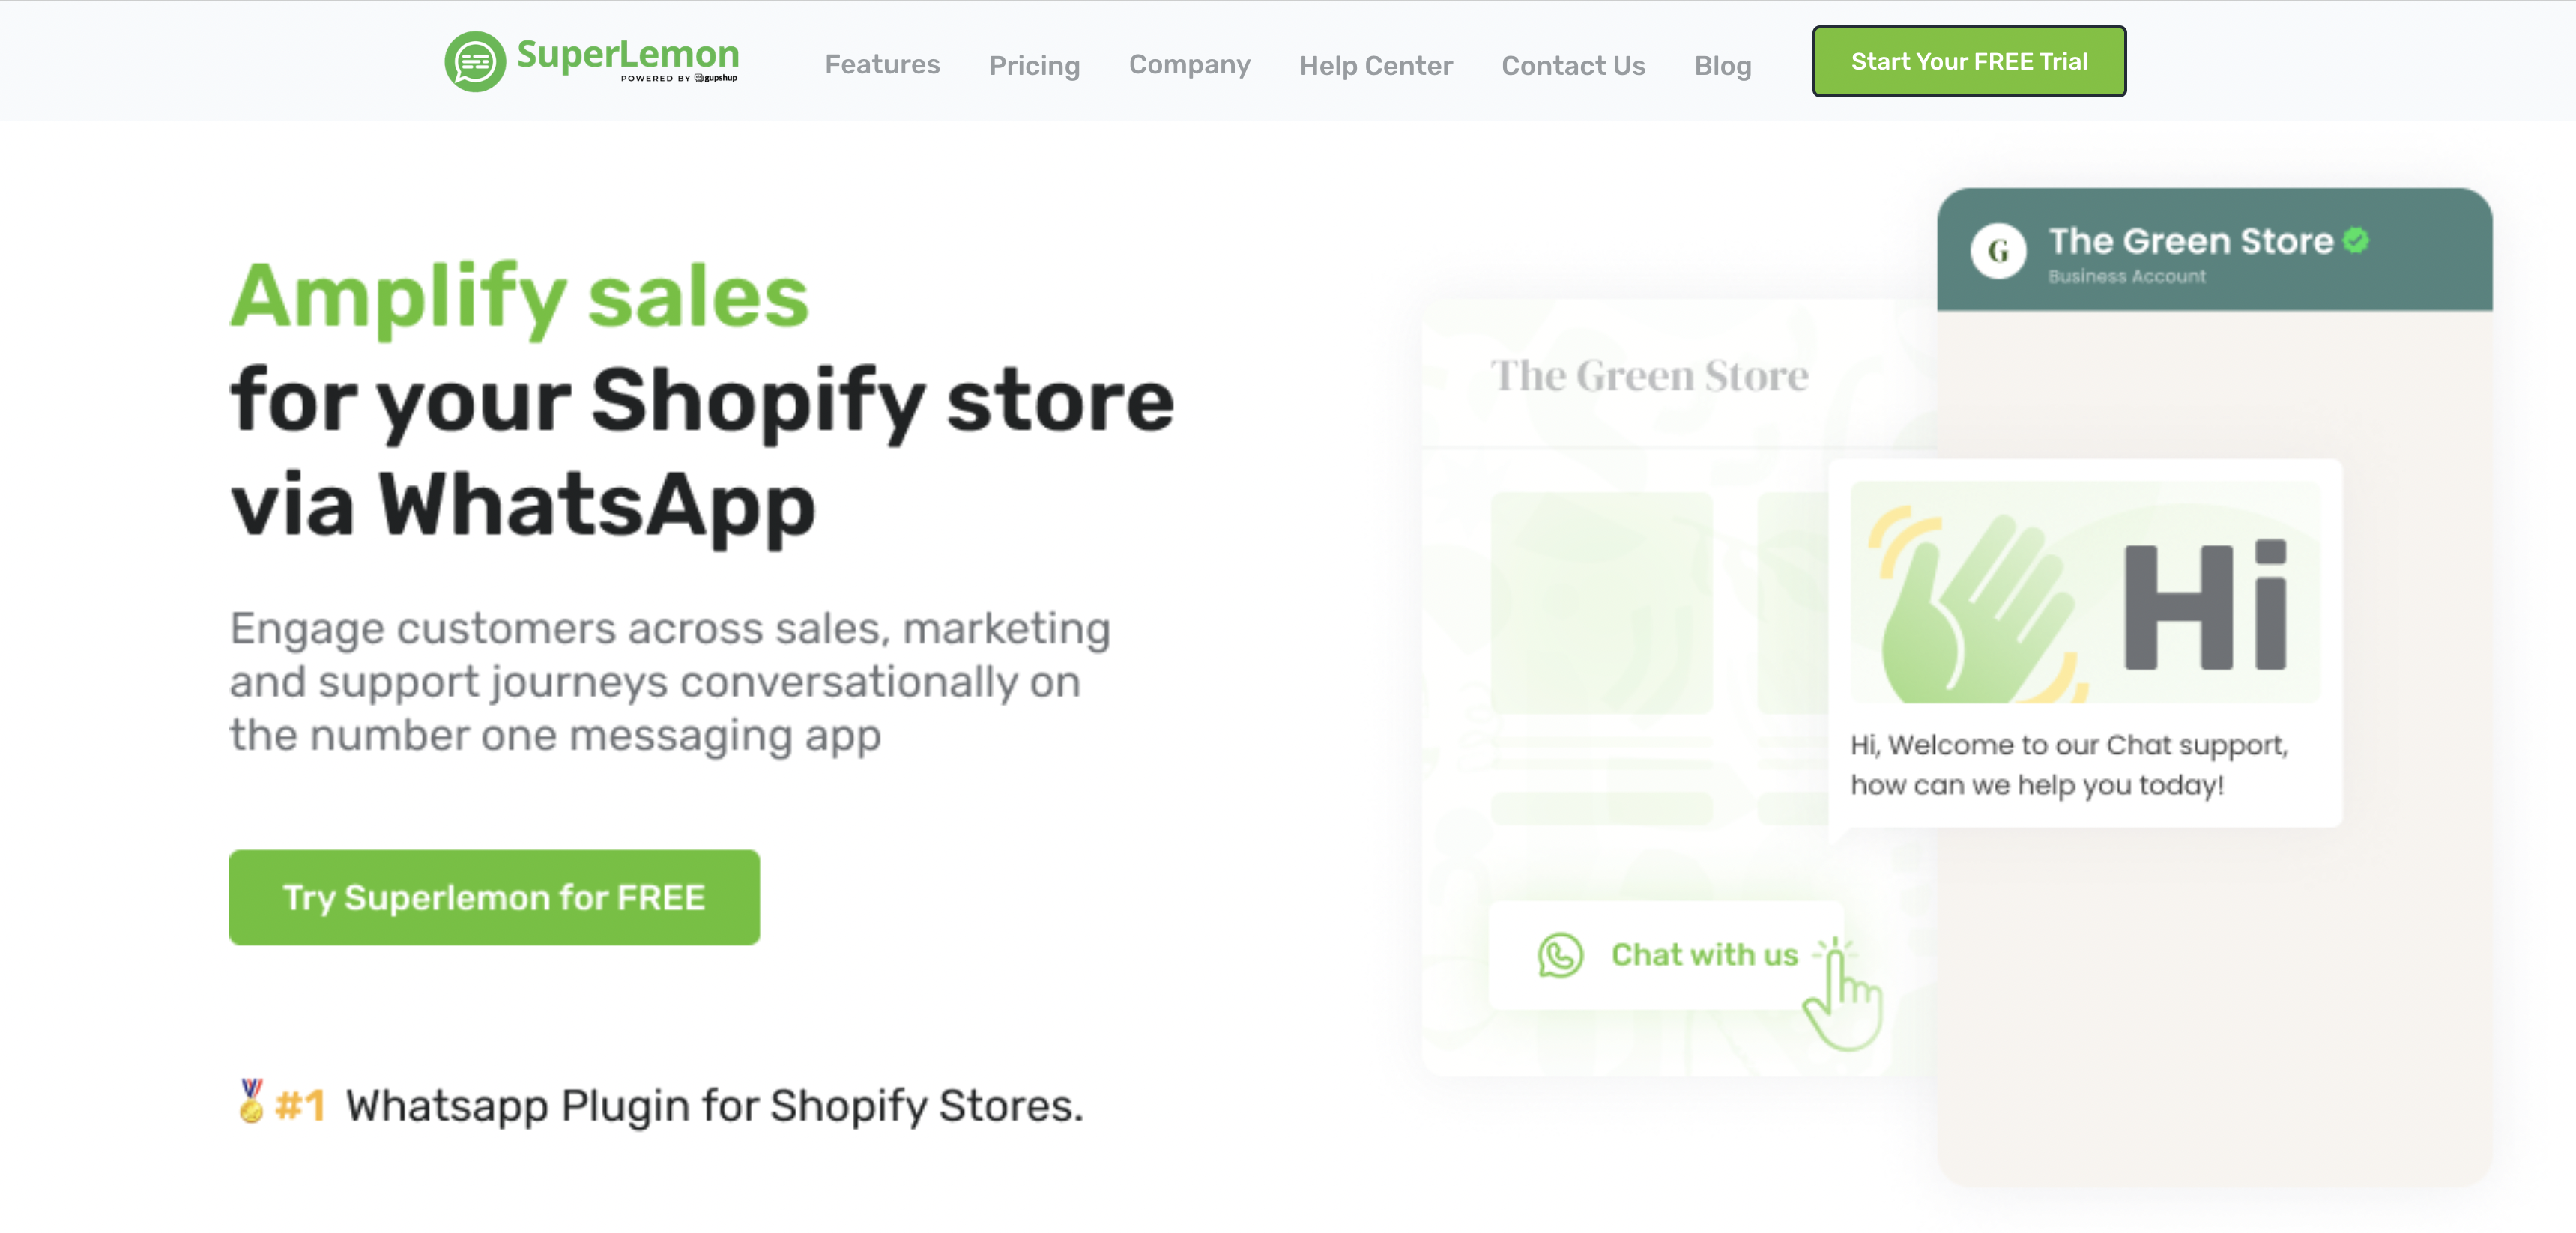 SuperLemon
POWERED BY gupshup
Features
Pricing
Company
Help Center
Contact Us
Blog
Start Your FREE Trial
Amplify sales
for your Shopify store
via WhatsApp
Engage customers across sales, marketing
and support journeys conversationally on
the number one messaging app
Try Superlemon for FREE
#1 Whatsapp Plugin for Shopify Stores.
The Green Store
Chat with us
G
The Green Store
Business Account
Hi
Hi, Welcome to our Chat support,
how can we help you today!